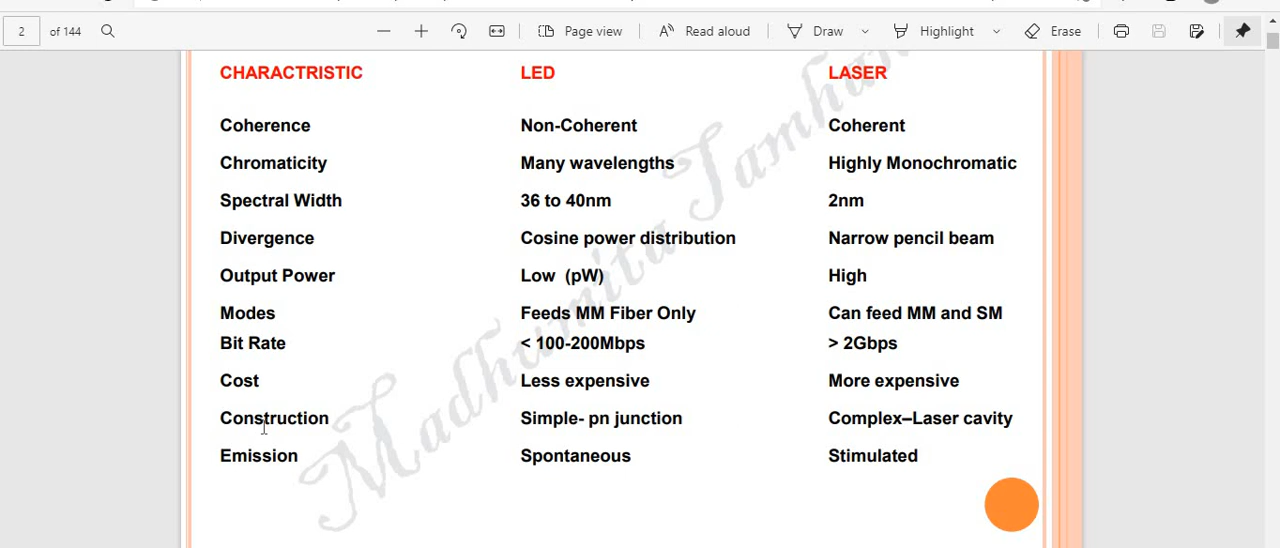 2 of 144 Page view Read aloud Draw Highlight Erase
CHARACTRISTIC LED LASER
Coherence Non-Coherent Coherent
Chromaticity Many wavelengths Highly Monochromatic
Spectral Width 36 to 40nm 2nm
Divergence Cosine power distribution Narrow pencil beam
Output Power Low (pW) High
Modes Feeds MM Fiber Only Can feed MM and SM
Bit Rate < 100-200Mbps > 2Gbps
Cost Less expensive More expensive
Construction Simple- pn junction Complex–Laser cavity
Emission Spontaneous Stimulated
Madhumita